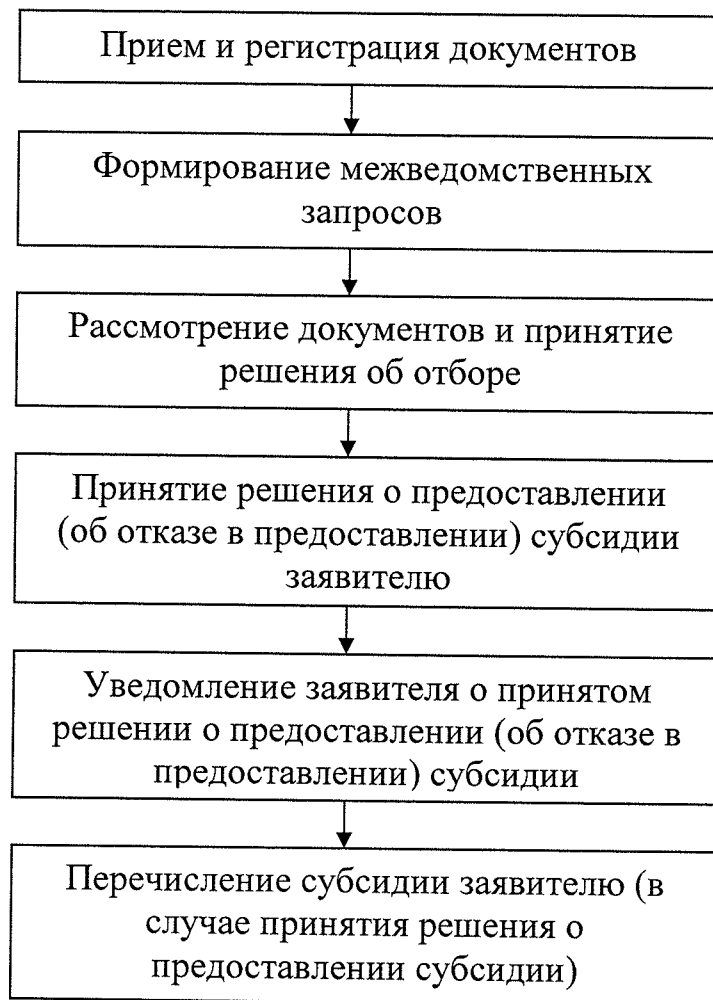 Прием и регистрация документов
Формирование межведомственных
запросов
Рассмотрение документов и принятие
решения об отборе
Принятие решения о предоставлении
(об отказе в предоставлении) субсидии
заявителю
Уведомление заявителя о принятом
решении о предоставлении (об отказе в
предоставлении) субсидии
Перечисление субсидии заявителю (в
случае принятия решения о
предоставлении субсидии)